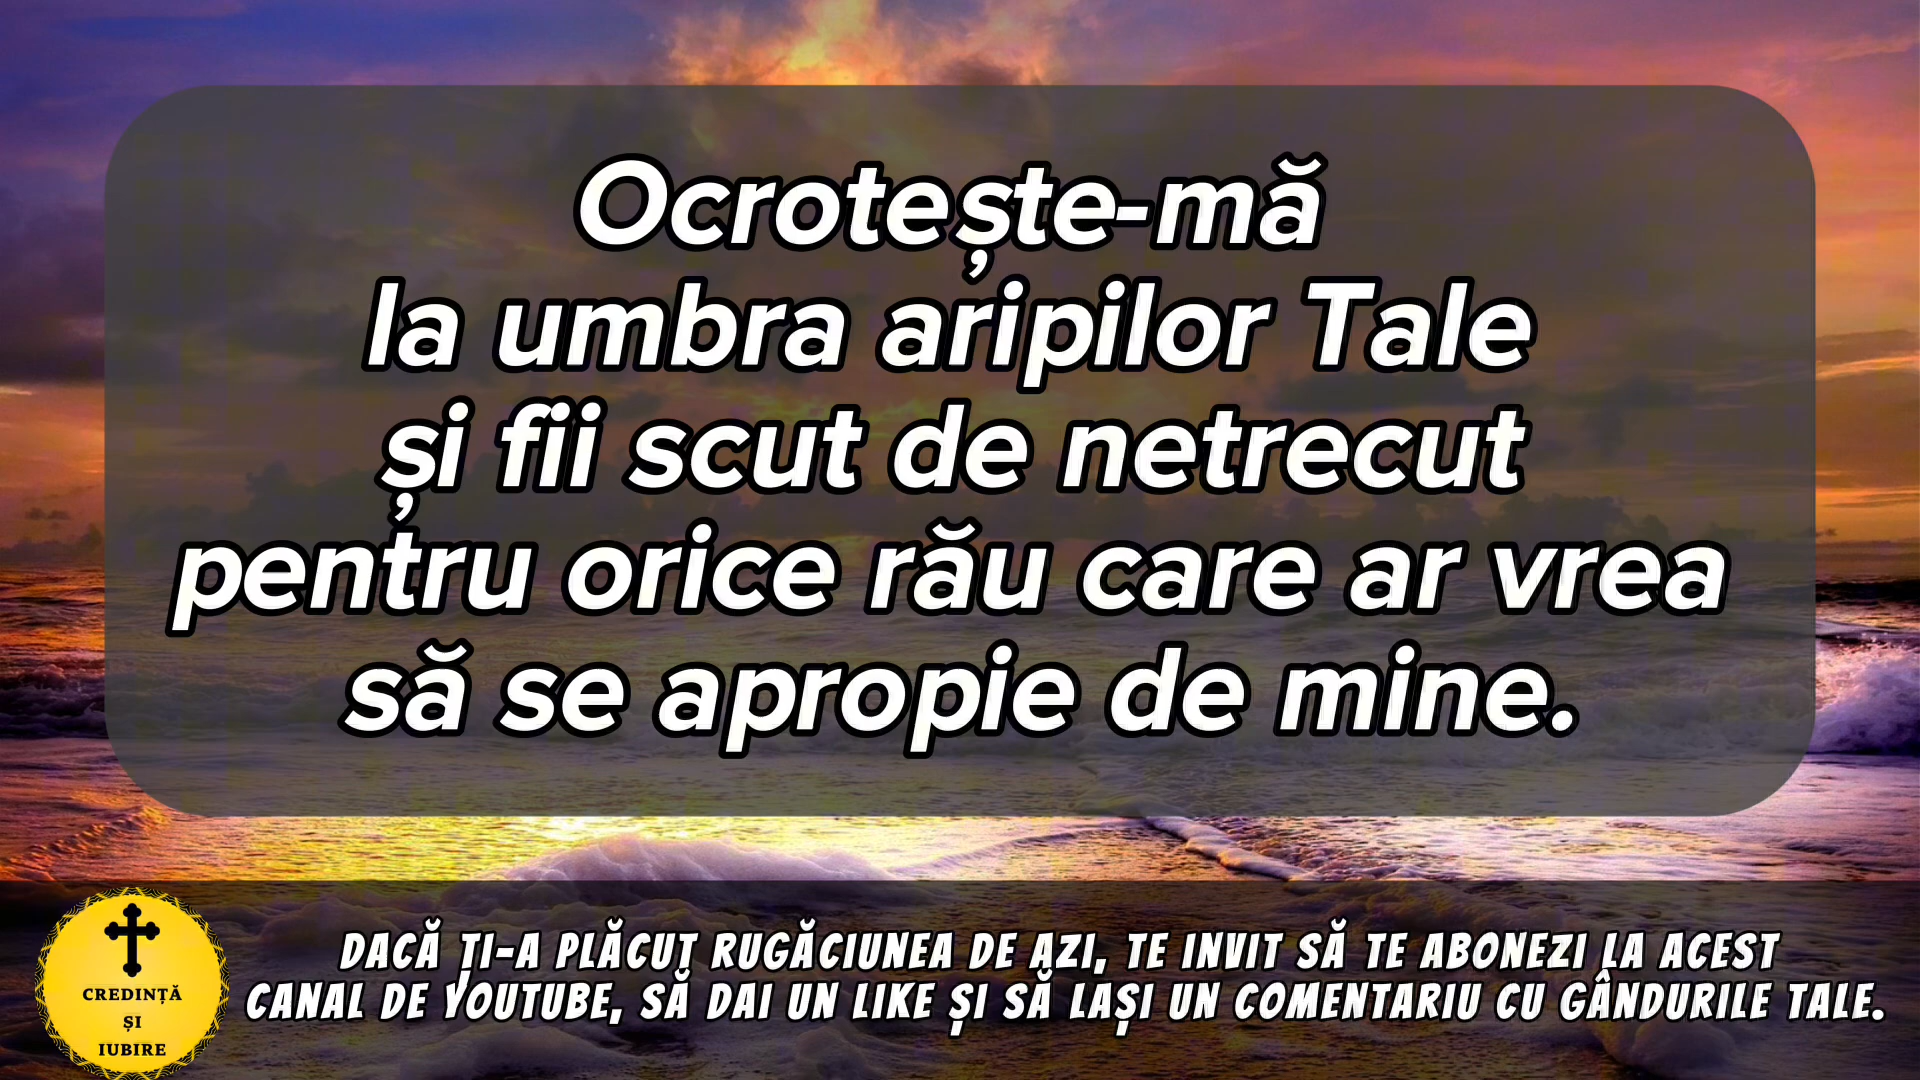 Ocrotește-mă
la umbra aripilor Tale
și fii scut de netrecut
pentru orice rău care ar vrea
să se apropie de mine.
DACĂ ȚI-A PLĂCUT RUGĂCIUNEA DE AZI, TE INVIT SĂ TE ABONEZI LA ACEST
CANAL DE YOUTUBE, SĂ DAI UN LIKE ȘI SĂ LAȘI UN COMENTARIU CU GÂNDURILE TALE.
CREDINȚĂ
ȘI
IUBIRE